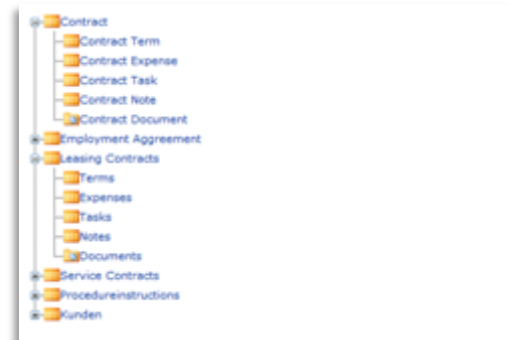 Contract
Contract Term
Contract Expense
Contract Task
Contract Note
Contract Document
Employment Aggreement
Leasing Contracts
Terms
Expenses
Tasks
Notes
Documents
Service Contracts
Procedureinstructions
Kunden